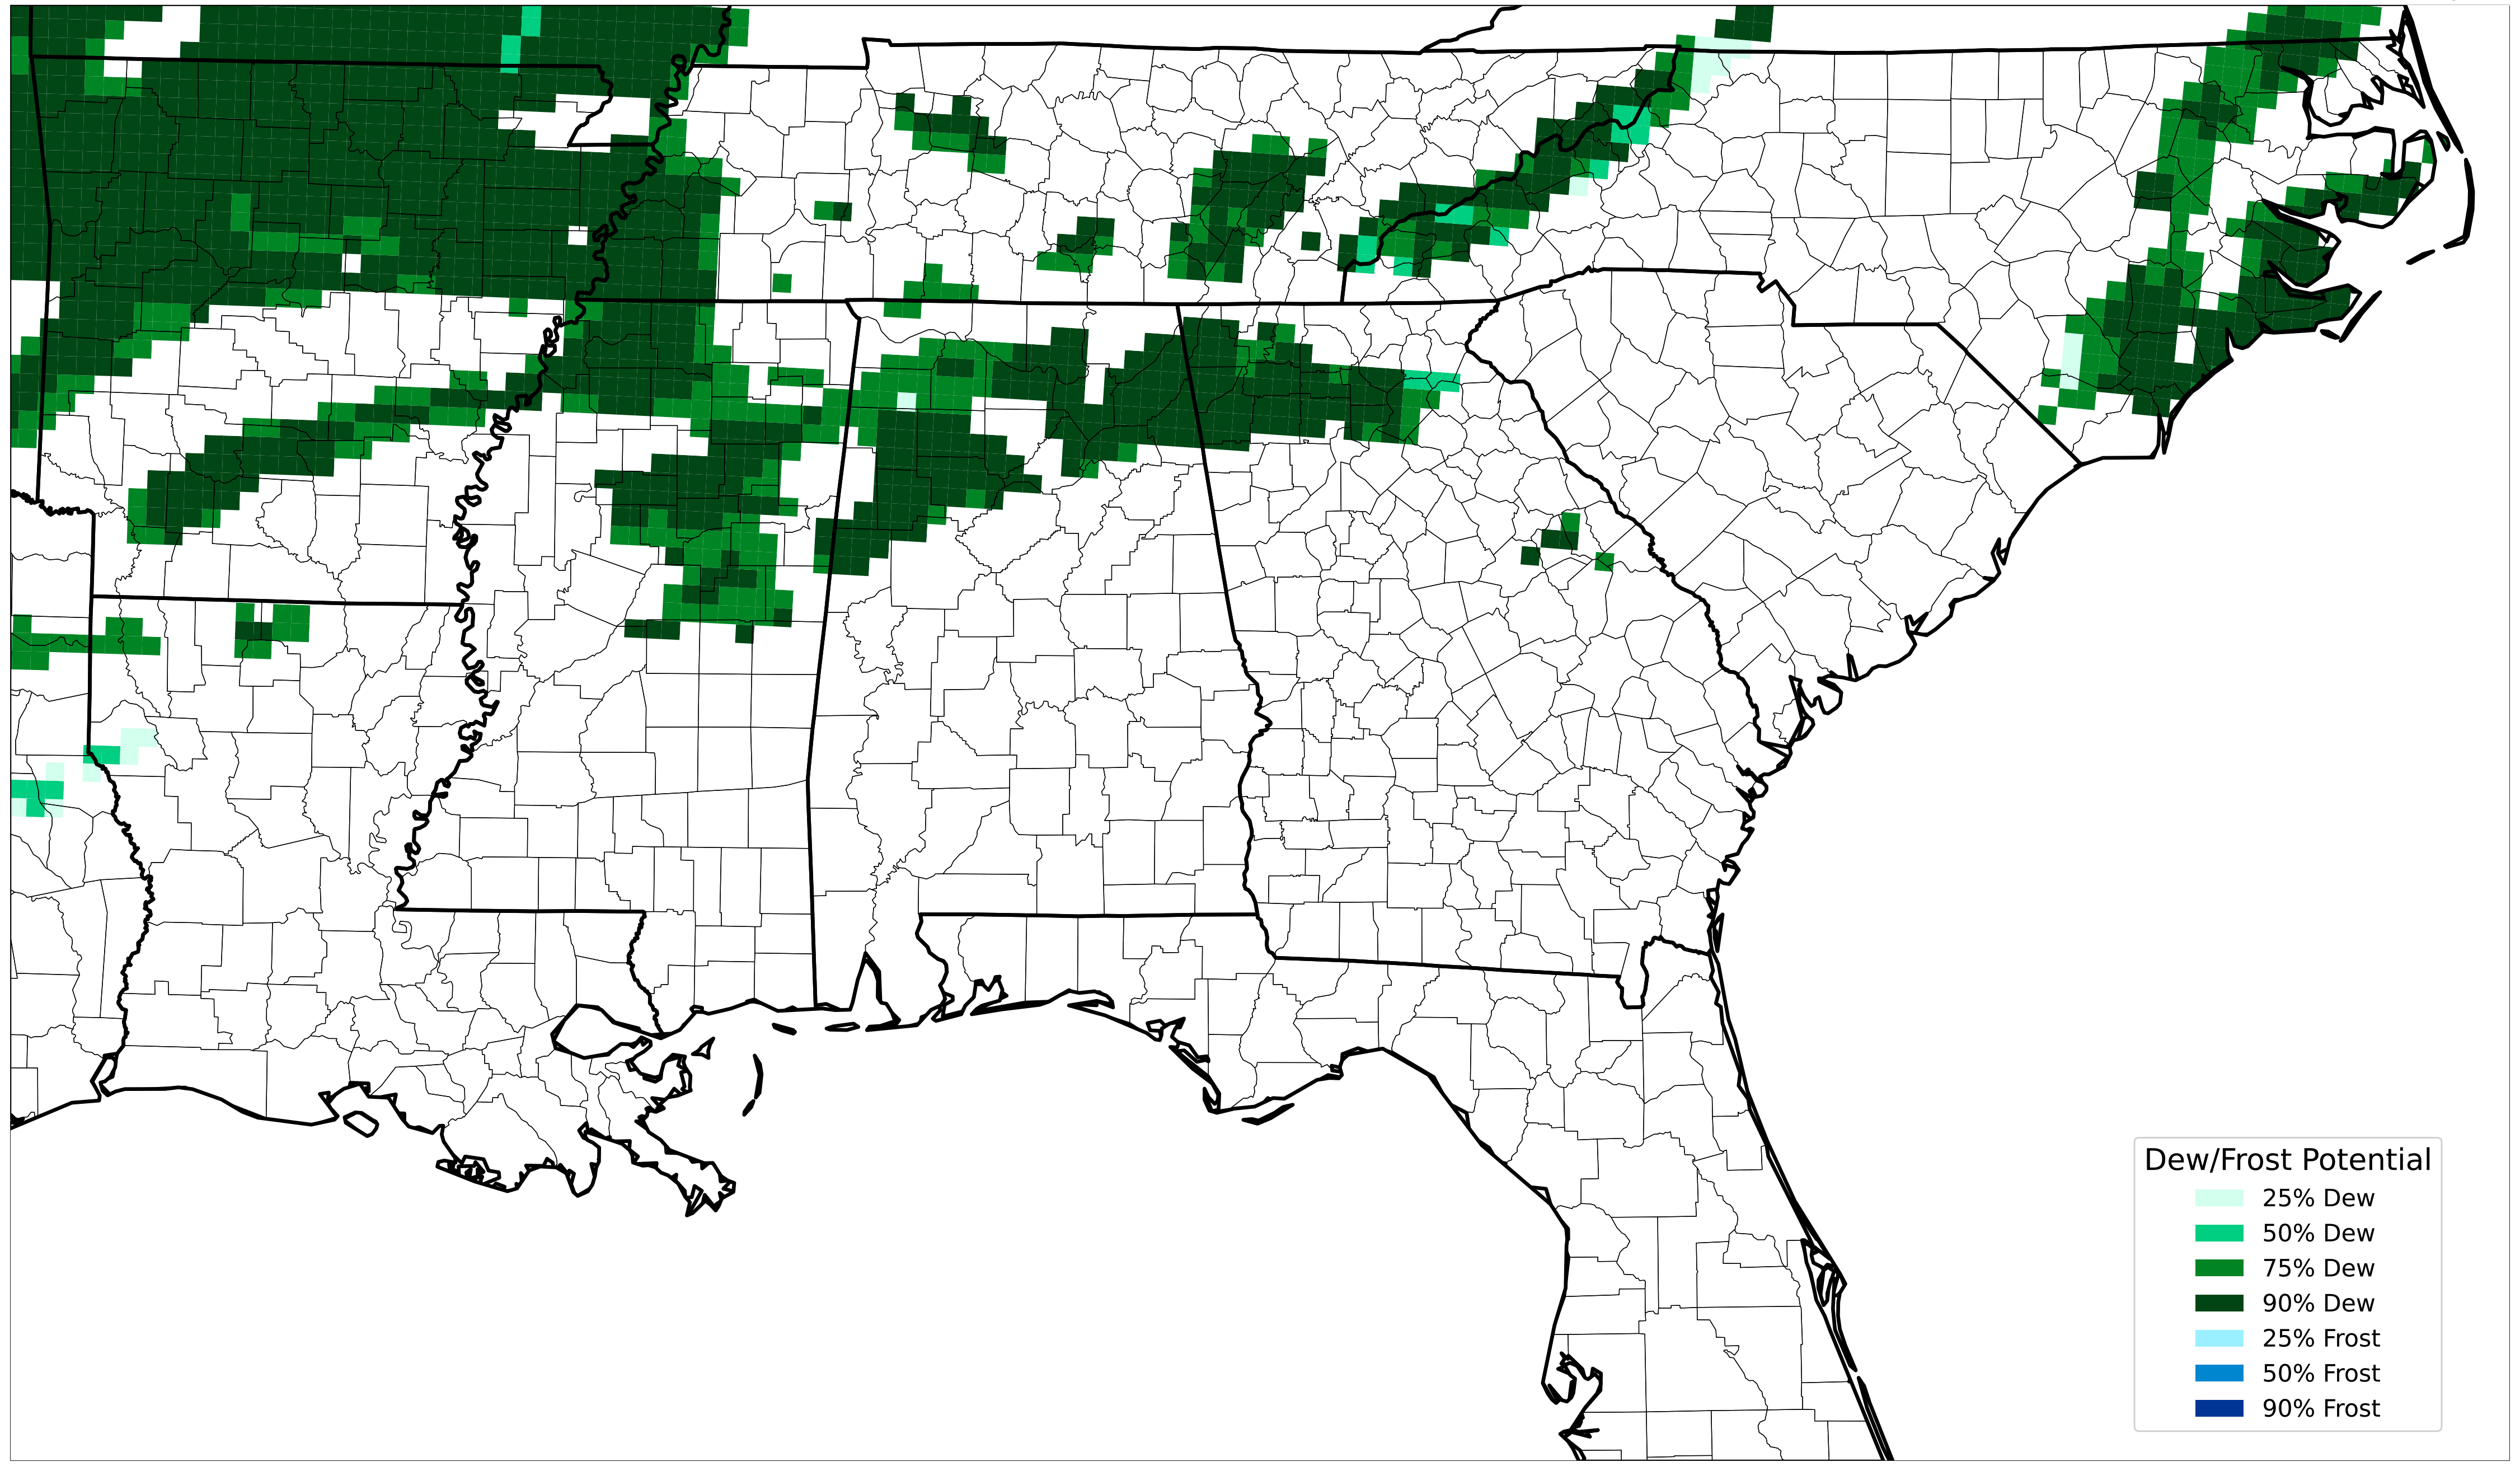 Dew/Frost Potential
25% Dew
50% Dew
75% Dew
90% Dew
25% Frost
50% Frost
90% Frost